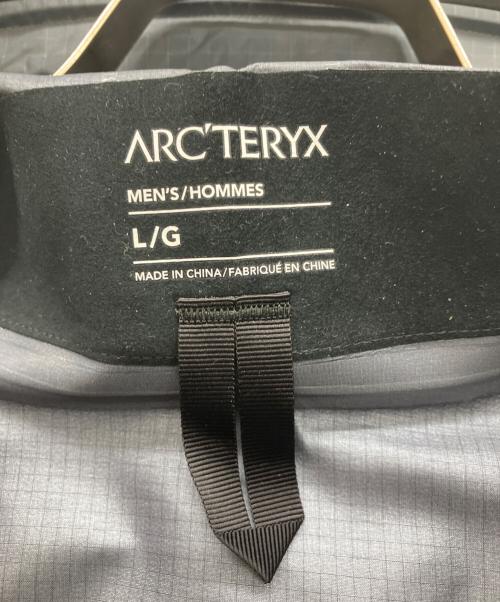 ARC'TERYX
MEN'S/HOMMES
L/G
MADE IN CHINA/FABRIQUÉ EN CHINE